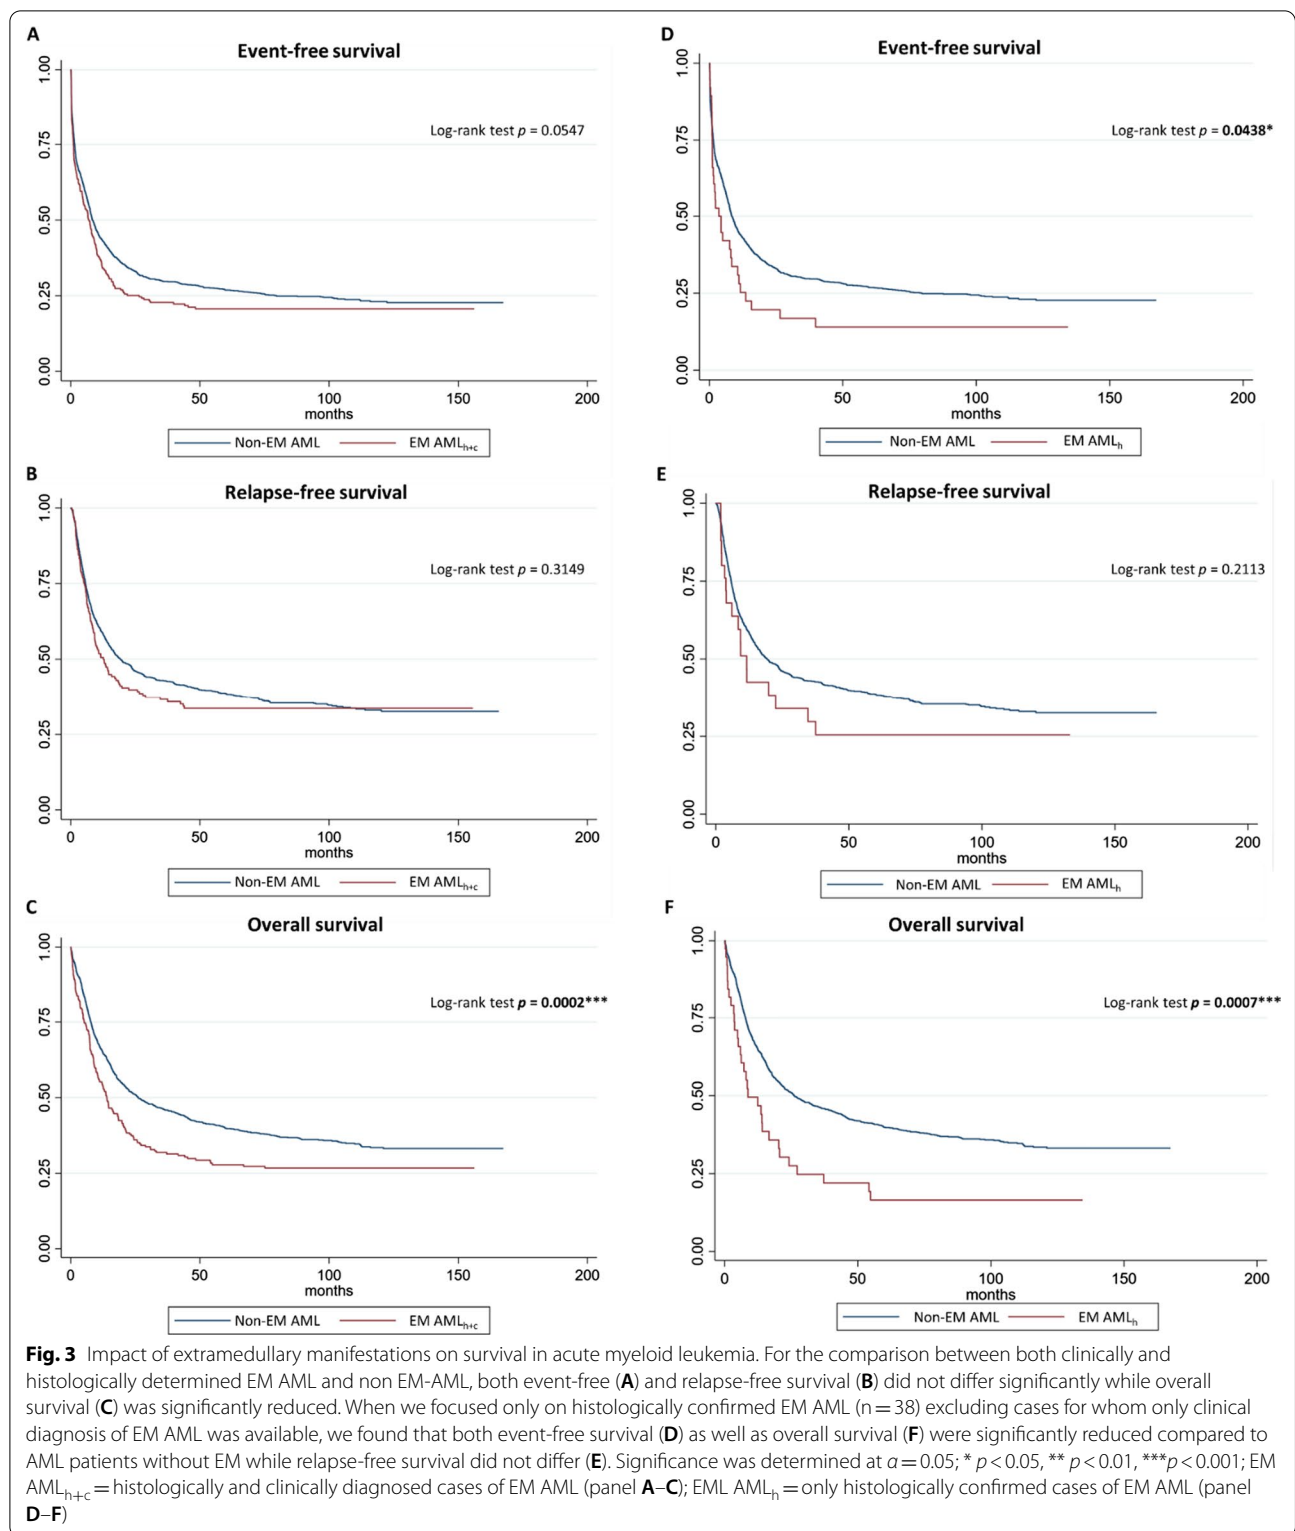 A
Event-free survival
Log-rank test p = 0.0547
1.00
0.75
0.50
0.25
0.00
0 50 100 150 200
months
Non-EM AML EM AMLh+c
B
Relapse-free survival
Log-rank test p = 0.3149
1.00
0.75
0.50
0.25
0.00
0 50 100 150 200
months
Non-EM AML EM AMLh+c
C
Overall survival
Log-rank test p = 0.0002***
1.00
0.75
0.50
0.25
0.00
0 50 100 150 200
months
Non-EM AML EM AMLh+c
D
Event-free survival
Log-rank test p = 0.0438*
1.00
0.75
0.50
0.25
0.00
0 50 100 150 200
months
Non-EM AML EM AMLh
E
Relapse-free survival
Log-rank test p = 0.2113
1.00
0.75
0.50
0.25
0.00
0 50 100 150 200
months
Non-EM AML EM AMLh
F
Overall survival
Log-rank test p = 0.0007***
1.00
0.75
0.50
0.25
0.00
0 50 100 150 200
months
Non-EM AML EM AMLh
Fig. 3 Impact of extramedullary manifestations on survival in acute myeloid leukemia. For the comparison between both clinically and
histologically determined EM AML and non EM-AML, both event-free (A) and relapse-free survival (B) did not differ significantly while overall
survival (C) was significantly reduced. When we focused only on histologically confirmed EM AML (n = 38) excluding cases for whom only clinical
diagnosis of EM AML was available, we found that both event-free survival (D) as well as overall survival (F) were significantly reduced compared to
AML patients without EM while relapse-free survival did not differ (E). Significance was determined at α = 0.05; * p < 0.05, ** p < 0.01, ***p < 0.001; EM
AMLh+c = histologically and clinically diagnosed cases of EM AML (panel A–C); EML AMLh = only histologically confirmed cases of EM AML (panel
D–F)